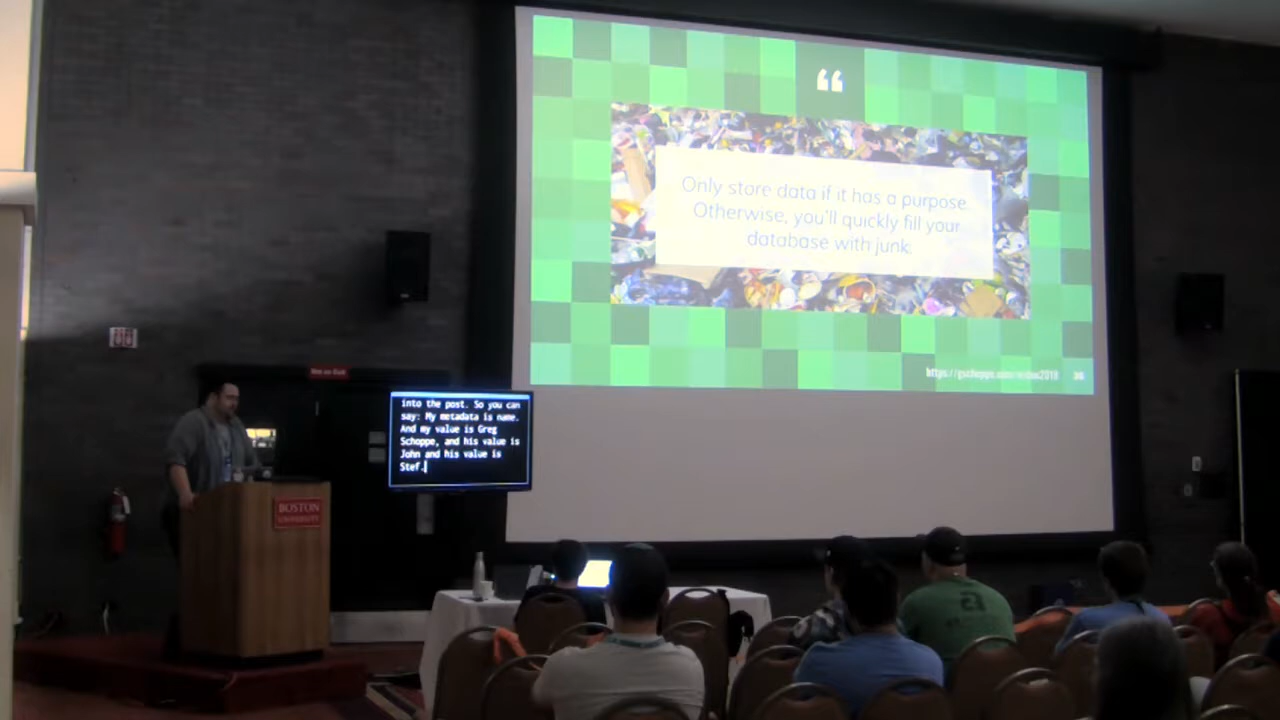 “
Only store data if it has a purpose.
Otherwise, you'll quickly fill your
database with junk.
36
into the post. So you can
say: My metadata is name.
And my value is Greg
Schoppe, and his value is
John and his value is
Stef.
BOSTON
UNIVERSITY